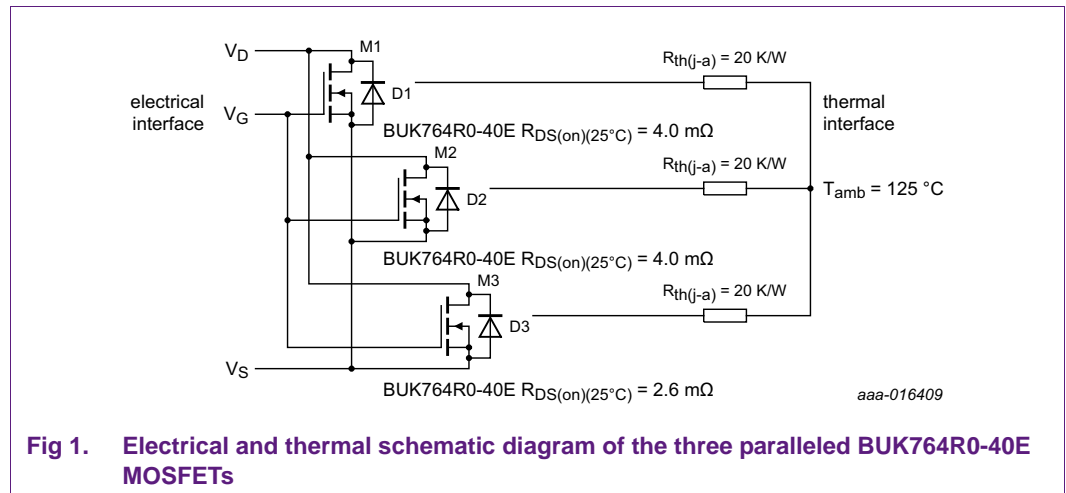 V_D
M1
R_th(j-a) = 20 K/W
electrical
interface
D1
thermal
interface
V_G
BUK764R0-40E R_DS(on)(25°C) = 4.0 mΩ
M2
R_th(j-a) = 20 K/W
D2
T_amb = 125 °C
BUK764R0-40E R_DS(on)(25°C) = 4.0 mΩ
M3
R_th(j-a) = 20 K/W
D3
V_S
BUK764R0-40E R_DS(on)(25°C) = 2.6 mΩ
aaa-016409
Fig 1. Electrical and thermal schematic diagram of the three paralleled BUK764R0-40E
MOSFETs